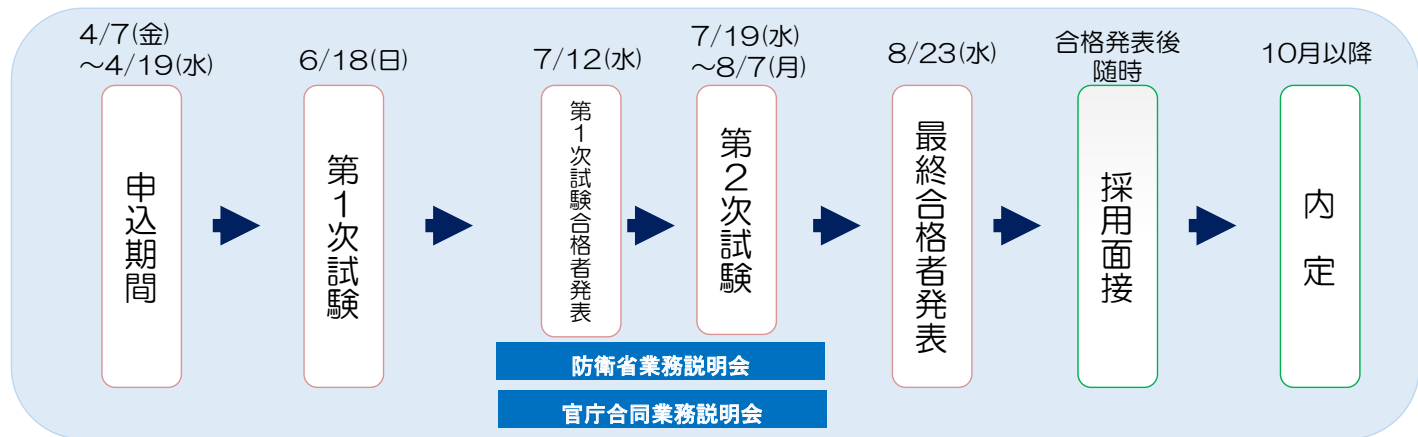 4/7(金)
～4/19(水)
申込期間
6/18(日)
第1次試験
7/12(水)
第1次試験合格者発表
7/19(水)
～8/7(月)
第2次試験
防衛省業務説明会
官庁合同業務説明会
8/23(水)
最終合格者発表
合格発表後
随時
採用面接
10月以降
内定